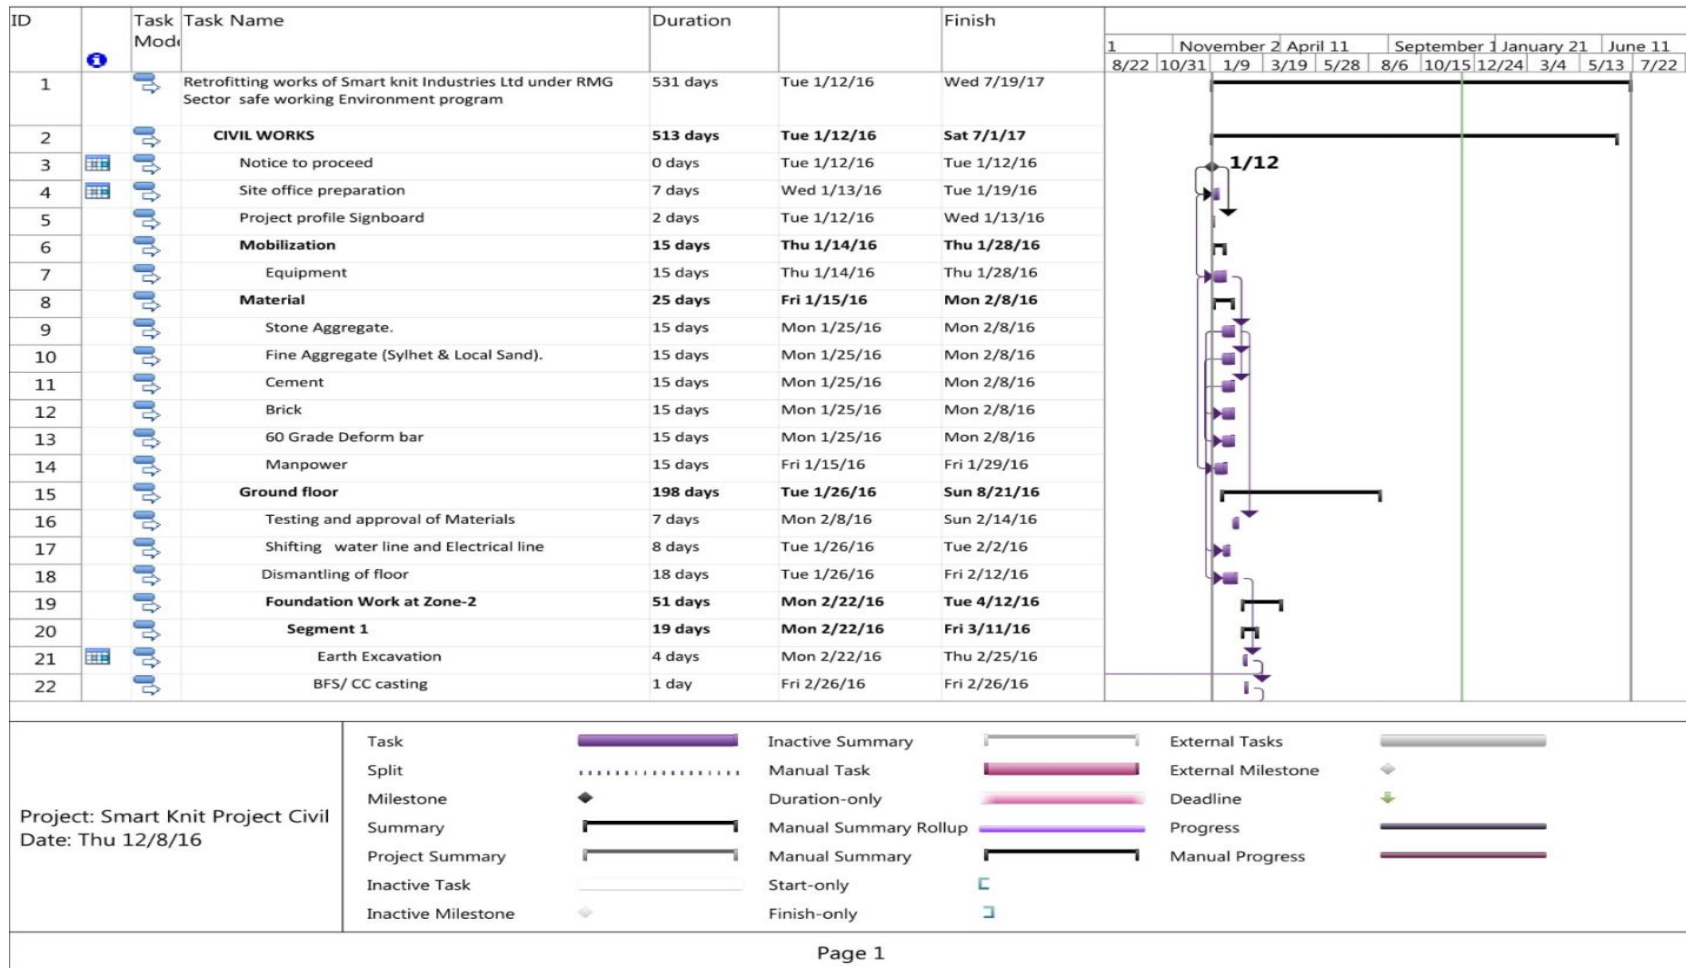 ID Task Mode Task Name Duration Finish
1 November 2 April 11 September 1 January 21 June 11
8/22 10/31 1/9 3/19 5/28 8/6 10/15 12/24 3/4 5/13 7/22
1 Retrofitting works of Smart knit Industries Ltd under RMG 531 days Tue 1/12/16 Wed 7/19/17
Sector safe working Environment program
2 CIVIL WORKS 513 days Tue 1/12/16 Sat 7/1/17
3 Notice to proceed 0 days Tue 1/12/16 Tue 1/12/16 1/12
4 Site office preparation 7 days Wed 1/13/16 Tue 1/19/16
5 Project profile Signboard 2 days Tue 1/12/16 Wed 1/13/16
6 Mobilization 15 days Thu 1/14/16 Thu 1/28/16
7 Equipment 15 days Thu 1/14/16 Thu 1/28/16
8 Material 25 days Fri 1/15/16 Mon 2/8/16
9 Stone Aggregate. 15 days Mon 1/25/16 Mon 2/8/16
10 Fine Aggregate (Sylhet & Local Sand). 15 days Mon 1/25/16 Mon 2/8/16
11 Cement 15 days Mon 1/25/16 Mon 2/8/16
12 Brick 15 days Mon 1/25/16 Mon 2/8/16
13 60 Grade Deform bar 15 days Mon 1/25/16 Mon 2/8/16
14 Manpower 15 days Fri 1/15/16 Fri 1/29/16
15 Ground floor 198 days Tue 1/26/16 Sun 8/21/16
16 Testing and approval of Materials 7 days Mon 2/8/16 Sun 2/14/16
17 Shifting water line and Electrical line 8 days Tue 1/26/16 Tue 2/2/16
18 Dismantling of floor 18 days Tue 1/26/16 Fri 2/12/16
19 Foundation Work at Zone-2 51 days Mon 2/22/16 Tue 4/12/16
20 Segment 1 19 days Mon 2/22/16 Fri 3/11/16
21 Earth Excavation 4 days Mon 2/22/16 Thu 2/25/16
22 BFS/ CC casting 1 day Fri 2/26/16 Fri 2/26/16
Project: Smart Knit Project Civil
Date: Thu 12/8/16
Task Inactive Summary External Tasks
Split Manual Task External Milestone
Milestone Duration-only Deadline
Summary Manual Summary Rollup Progress
Project Summary Manual Summary Manual Progress
Inactive Task Start-only
Inactive Milestone Finish-only
Page 1